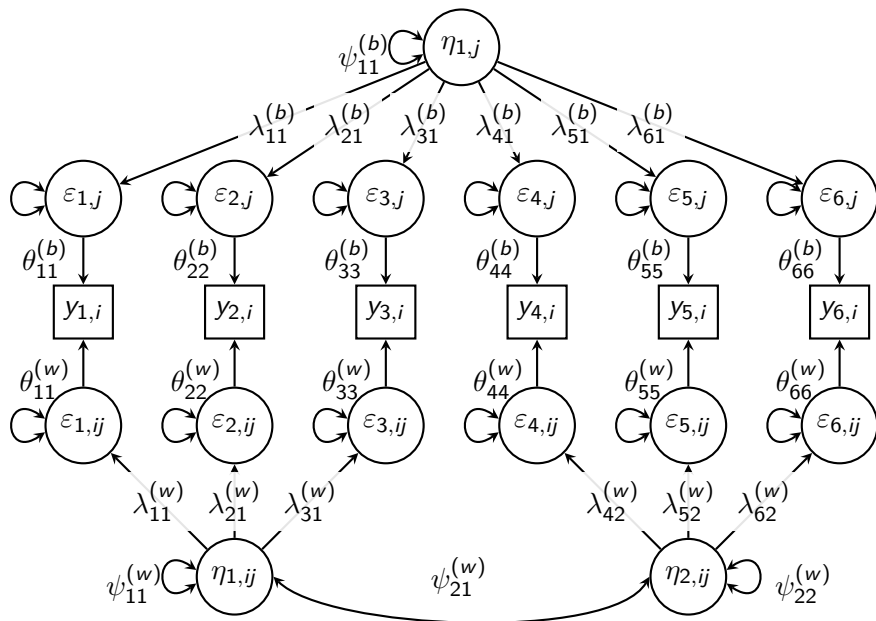 ψ₁₁⁽ᵇ⁾ η₁,ⱼ
λ₁₁⁽ᵇ⁾ λ₂₁⁽ᵇ⁾ λ₃₁⁽ᵇ⁾ λ₄₁⁽ᵇ⁾ λ₅₁⁽ᵇ⁾ λ₆₁⁽ᵇ⁾
ε₁,ⱼ ε₂,ⱼ ε₃,ⱼ ε₄,ⱼ ε₅,ⱼ ε₆,ⱼ
θ₁₁⁽ᵇ⁾ θ₂₂⁽ᵇ⁾ θ₃₃⁽ᵇ⁾ θ₄₄⁽ᵇ⁾ θ₅₅⁽ᵇ⁾ θ₆₆⁽ᵇ⁾
y₁,ᵢ y₂,ᵢ y₃,ᵢ y₄,ᵢ y₅,ᵢ y₆,ᵢ
θ₁₁⁽ʷ⁾ θ₂₂⁽ʷ⁾ θ₃₃⁽ʷ⁾ θ₄₄⁽ʷ⁾ θ₅₅⁽ʷ⁾ θ₆₆⁽ʷ⁾
ε₁,ᵢⱼ ε₂,ᵢⱼ ε₃,ᵢⱼ ε₄,ᵢⱼ ε₅,ᵢⱼ ε₆,ᵢⱼ
λ₁₁⁽ʷ⁾ λ₂₁⁽ʷ⁾ λ₃₁⁽ʷ⁾ λ₄₂⁽ʷ⁾ λ₅₂⁽ʷ⁾ λ₆₂⁽ʷ⁾
ψ₁₁⁽ʷ⁾ η₁,ᵢⱼ ψ₂₁⁽ʷ⁾ η₂,ᵢⱼ ψ₂₂⁽ʷ⁾